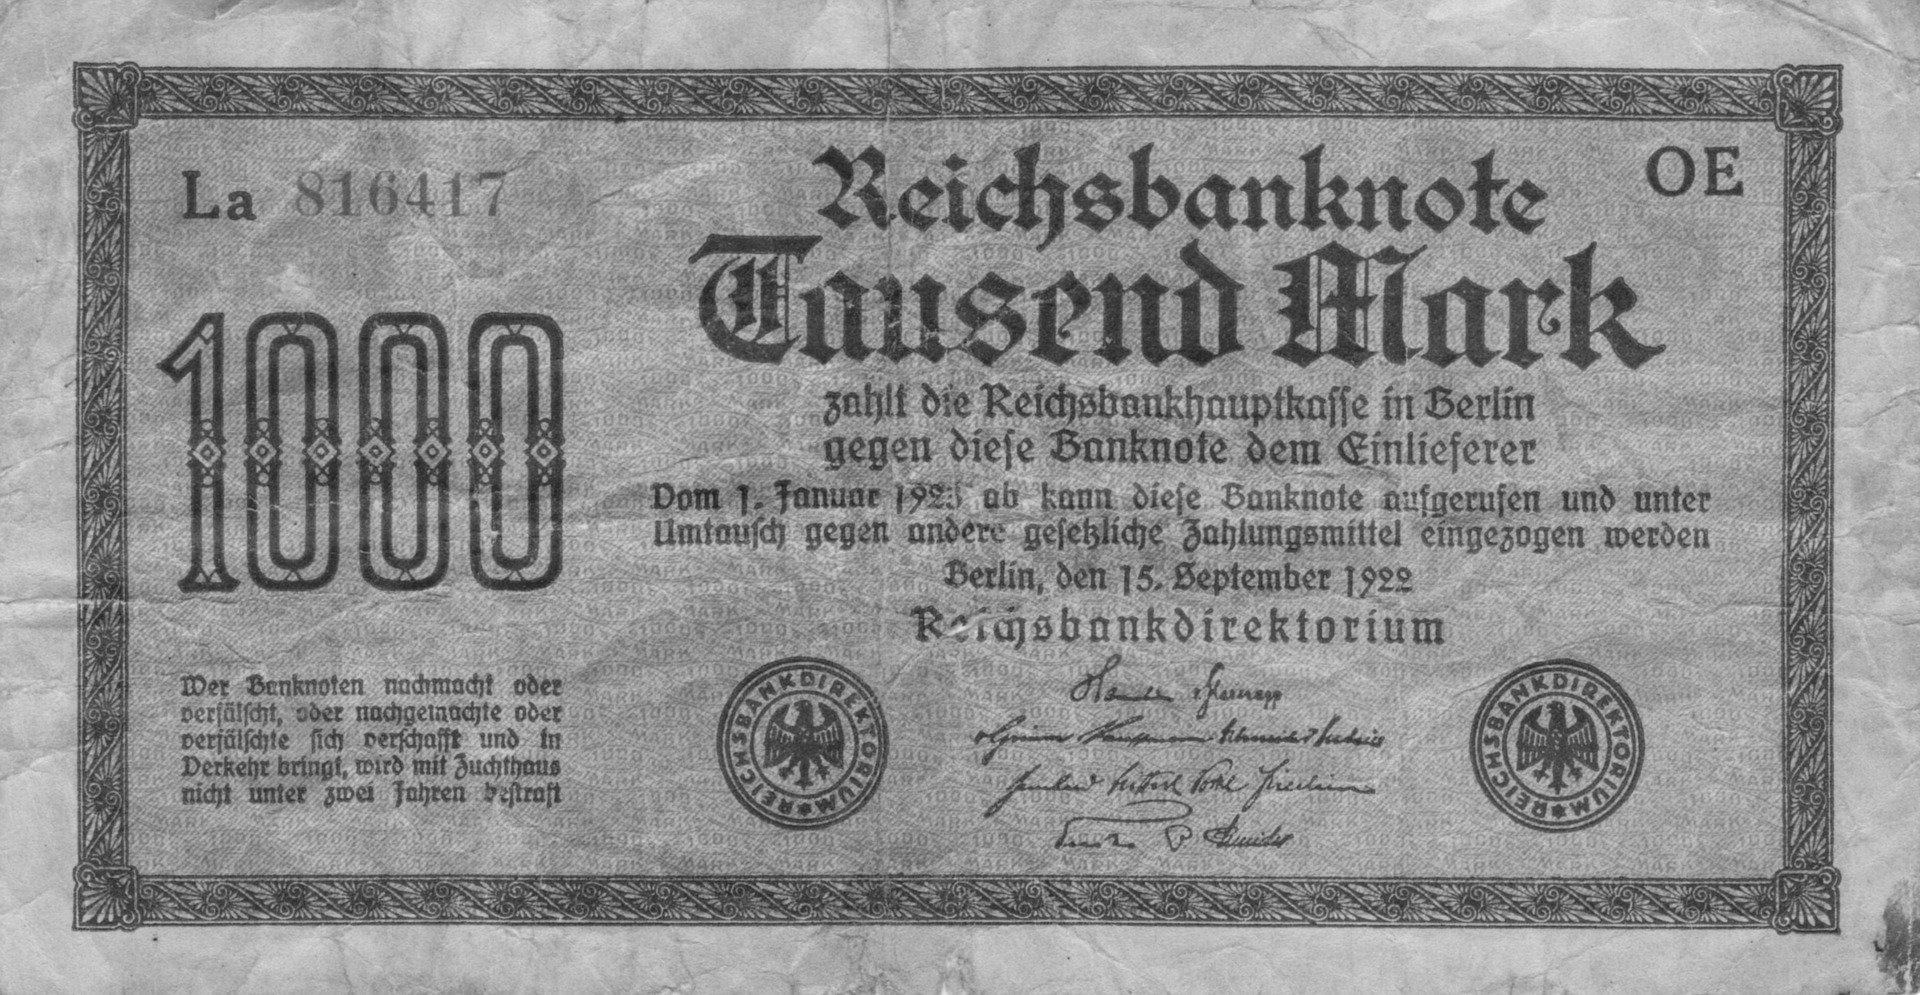 La 816417
OE
Reichsbanknote
Tausend Mark
1000
zahlt die Reichsbankhauptkasse in Berlin
gegen diese Banknote dem Einlieferer
Vom 1. Januar 1923 ab kann diese Banknote aufgerufen und unter
Umtausch gegen andere gesetzliche Zahlungsmittel eingezogen werden
Berlin, den 15. September 1922
Reichsbankdirektorium
Wer Banknoten nachmacht oder
verfälscht, oder nachgemachte oder
verfälschte sich verschafft und in
Verkehr bringt, wird mit Zuchthaus
nicht unter zwei Jahren bestraft
REICHSBANKDIREKTORIUM
REICHSBANKDIREKTORIUM